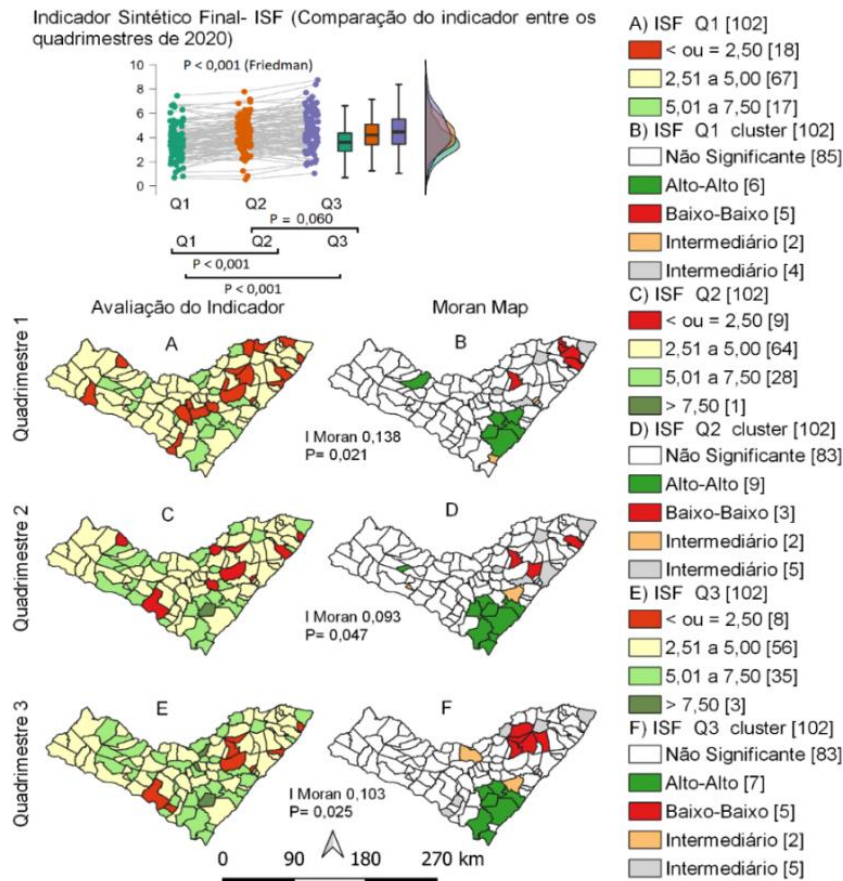 Indicador Sintético Final- ISF (Comparação do indicador entre os
quadrimestres de 2020)
P < 0,001 (Friedman)
10
8
6
4
2
0
Q1
Q2
Q3
P = 0,060
Q1
Q2
Q3
P < 0,001
P < 0,001
Avaliação do Indicador
Moran Map
Quadrimestre 1
A
B
I Moran 0,138
P= 0,021
Quadrimestre 2
C
D
I Moran 0,093
P= 0,047
Quadrimestre 3
E
F
I Moran 0,103
P= 0,025
0 90 180 270 km
A) ISF Q1 [102]
< ou = 2,50 [18]
2,51 a 5,00 [67]
5,01 a 7,50 [17]
B) ISF Q1 cluster [102]
Não Significante [85]
Alto-Alto [6]
Baixo-Baixo [5]
Intermediário [2]
Intermediário [4]
C) ISF Q2 [102]
< ou = 2,50 [9]
2,51 a 5,00 [64]
5,01 a 7,50 [28]
> 7,50 [1]
D) ISF Q2 cluster [102]
Não Significante [83]
Alto-Alto [9]
Baixo-Baixo [3]
Intermediário [2]
Intermediário [5]
E) ISF Q3 [102]
< ou = 2,50 [8]
2,51 a 5,00 [56]
5,01 a 7,50 [35]
> 7,50 [3]
F) ISF Q3 cluster [102]
Não Significante [83]
Alto-Alto [7]
Baixo-Baixo [5]
Intermediário [2]
Intermediário [5]